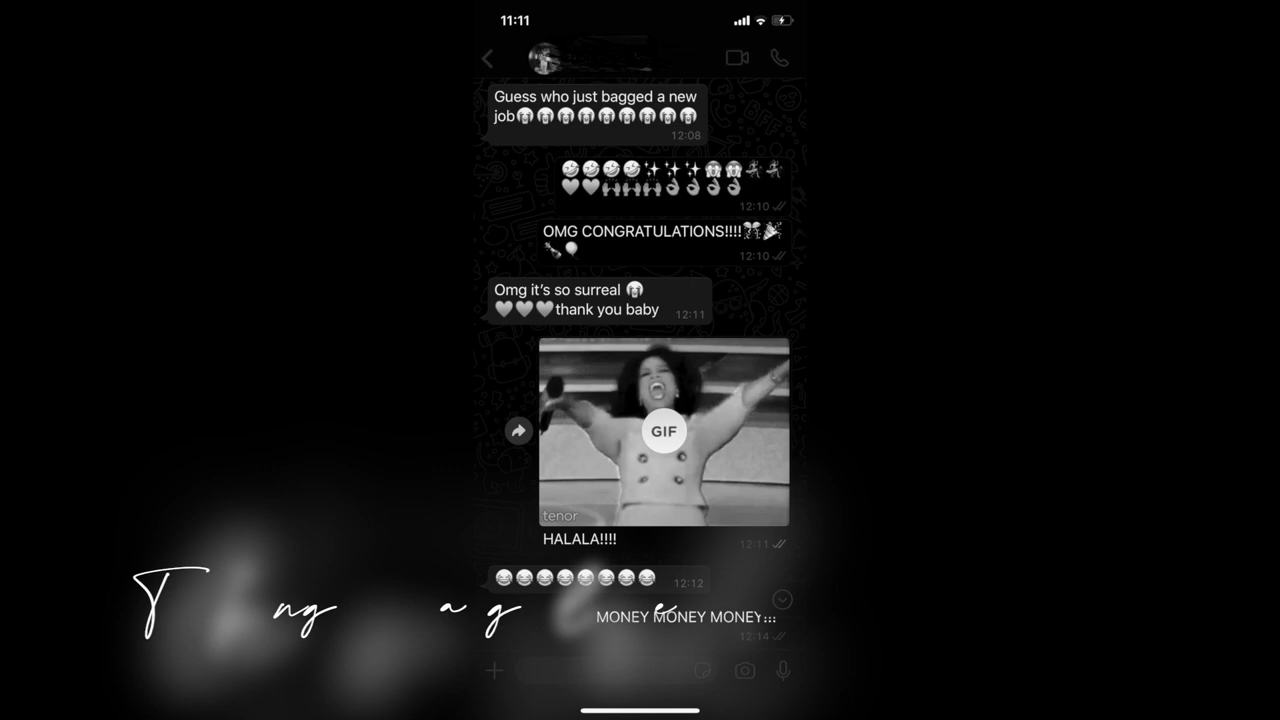 11:11
Guess who just bagged a new
job😭😭😭😭😭😭😭😭😭
12:08
12:10
OMG CONGRATULATIONS!!!!🎊🎉
🍾🎈
12:10
Omg it's so surreal 😭
thank you baby
12:11
GIF
tenor
HALALA!!!!
12:11
😂😂😂😂😂😂😂😂
12:12
MONEY MONEY MONEY
12:14